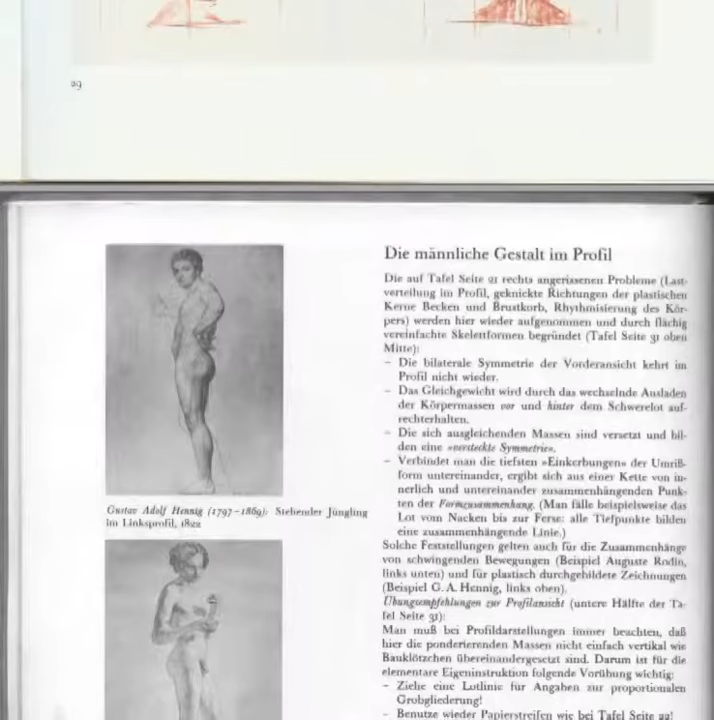 29
Die männliche Gestalt im Profil
Die auf Tafel Seite 21 rechts angerissenen Probleme (Last-
verteilung im Profil, geknickte Richtungen der plastischen
Kerne Becken und Brustkorb, Rhythmisierung des Kör-
pers) werden hier wieder aufgenommen und durch flächig
vereinfachte Skelettformen begründet (Tafel Seite 31 oben
Mitte):
– Die bilaterale Symmetrie der Vorderansicht kehrt im
Profil nicht wieder.
– Das Gleichgewicht wird durch das wechselnde Ausladen
der Körpermassen vor und hinter dem Schwerelot auf-
rechterhalten.
– Die sich ausgleichenden Massen sind versetzt und bil-
den eine »versteckte Symmetrie«.
– Verbindet man die tiefsten »Einkerbungen« der Umriß-
form untereinander, ergibt sich aus einer Kette von in-
nerlich und untereinander zusammenhängenden Punk-
ten der Formzusammenhang. (Man fälle beispielsweise das
Lot vom Nacken bis zur Ferse: alle Tiefpunkte bilden
eine zusammenhängende Linie.)
Solche Feststellungen gelten auch für die Zusammenhänge
von schwingenden Bewegungen (Beispiel Auguste Rodin,
links unten) und für plastisch durchgebildete Zeichnungen
(Beispiel G. A. Hennig, links oben).
Übungsempfehlungen zur Profilansicht (untere Hälfte der Ta-
fel Seite 31):
Man muß bei Profildarstellungen immer beachten, daß
hier die ponderierenden Massen nicht einfach vertikal wie
Bauklötzchen übereinandergesetzt sind. Darum ist für die
elementare Eigeninstruktion folgende Vorübung wichtig:
– Ziehe eine Lotlinie für Angaben zur proportionalen
Grobgliederung!
– Benutze wieder Papierstreifen wie bei Tafel Seite 22!
Gustav Adolf Hennig (1797–1869): Stehender Jüngling
im Linksprofil, 1822